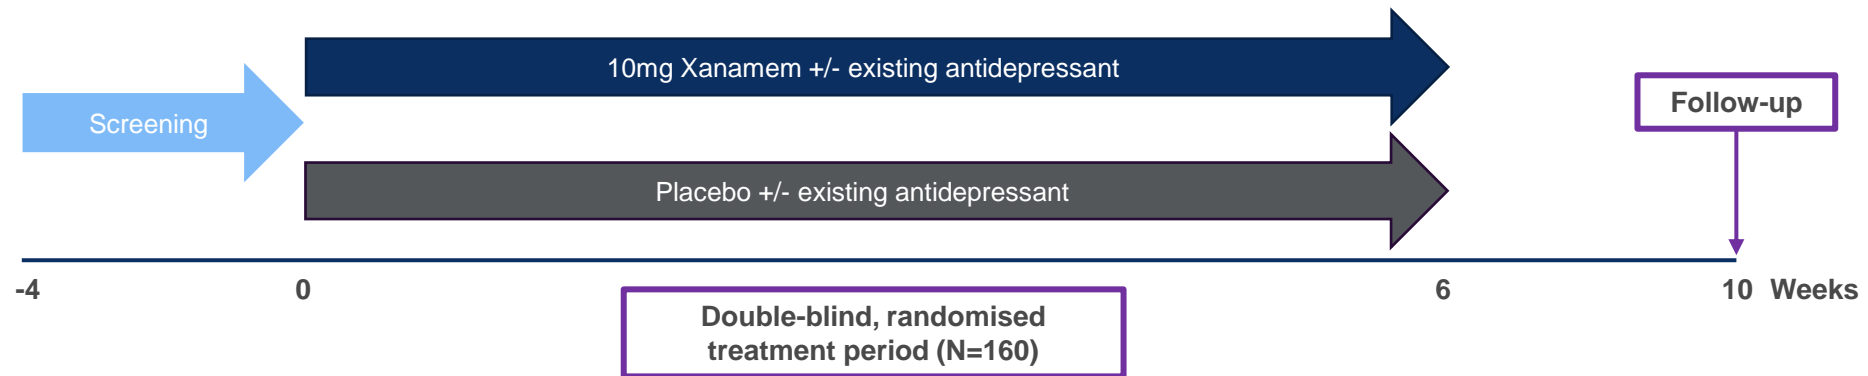 10mg Xanamem +/- existing antidepressant
Screening
Follow-up
Placebo +/- existing antidepressant
-4 0 6 10 Weeks
Double-blind, randomised
treatment period (N=160)